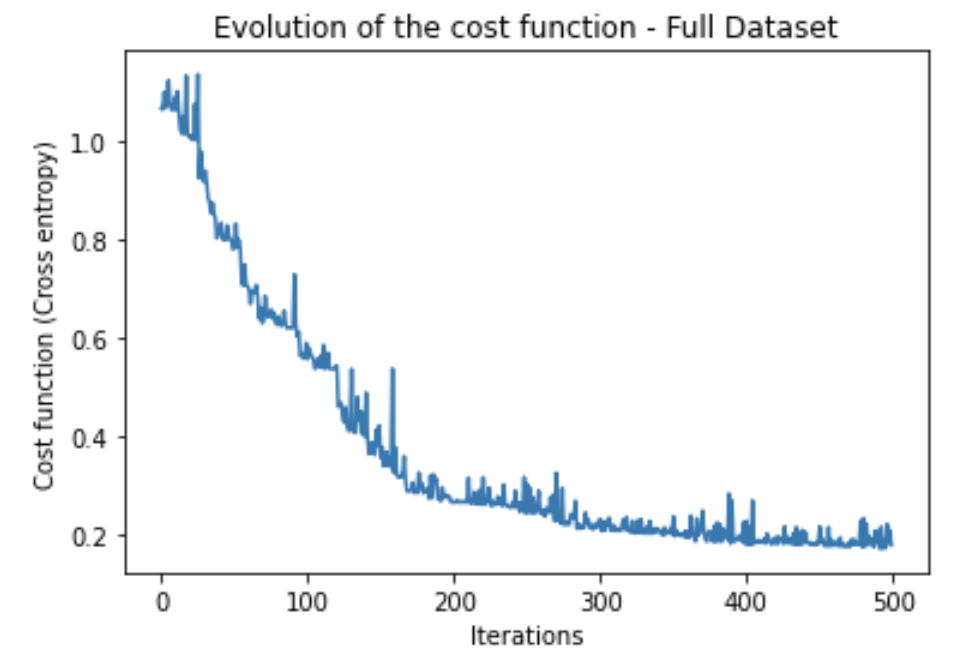 Evolution of the cost function - Full Dataset
Cost function (Cross entropy)
1.0
0.8
0.6
0.4
0.2
0 100 200 300 400 500
Iterations